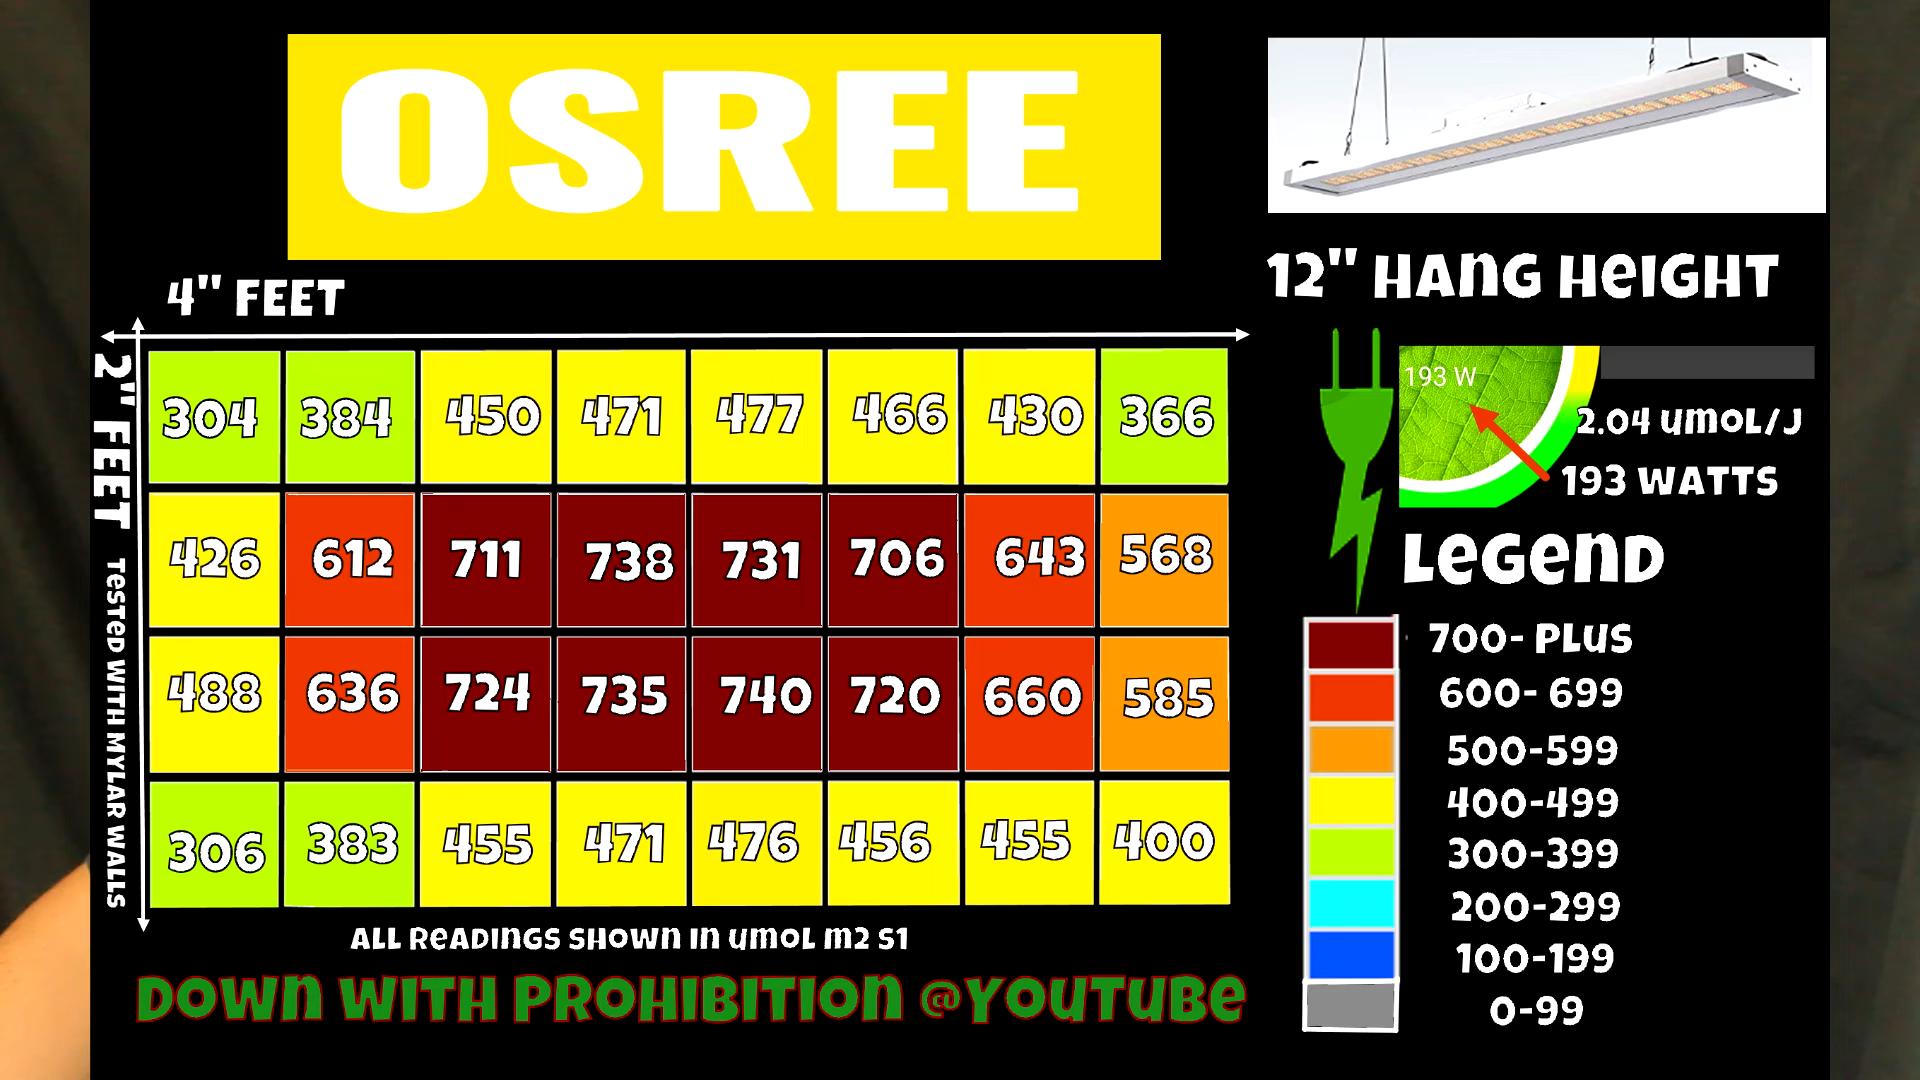 OSREE
12" HANG HEIGHT
4" FEET
2" FEET TESTED WITH MYLAR WALLS
304 384 450 471 477 466 430 366
426 612 711 738 731 706 643 568
488 636 724 735 740 720 660 585
306 383 455 471 476 456 455 400
ALL READINGS SHOWN IN UMOL M2 S1
DOWN WITH PROHIBITION @YOUTUBE
193 W
2.04 UMOL/J
193 WATTS
LEGEND
700- PLUS
600- 699
500-599
400-499
300-399
200-299
100-199
0-99